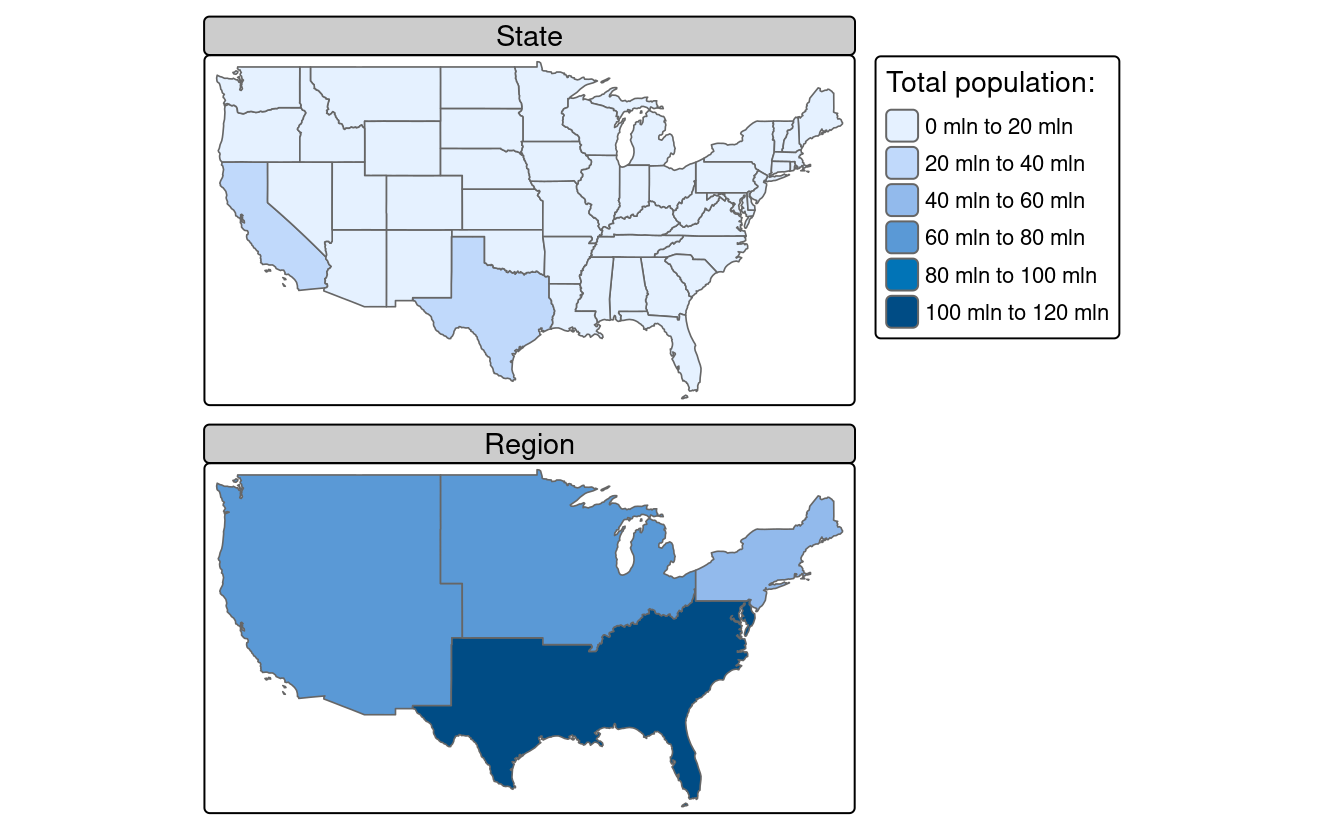 State
Total population:
0 mln to 20 mln
20 mln to 40 mln
40 mln to 60 mln
60 mln to 80 mln
80 mln to 100 mln
100 mln to 120 mln
Region